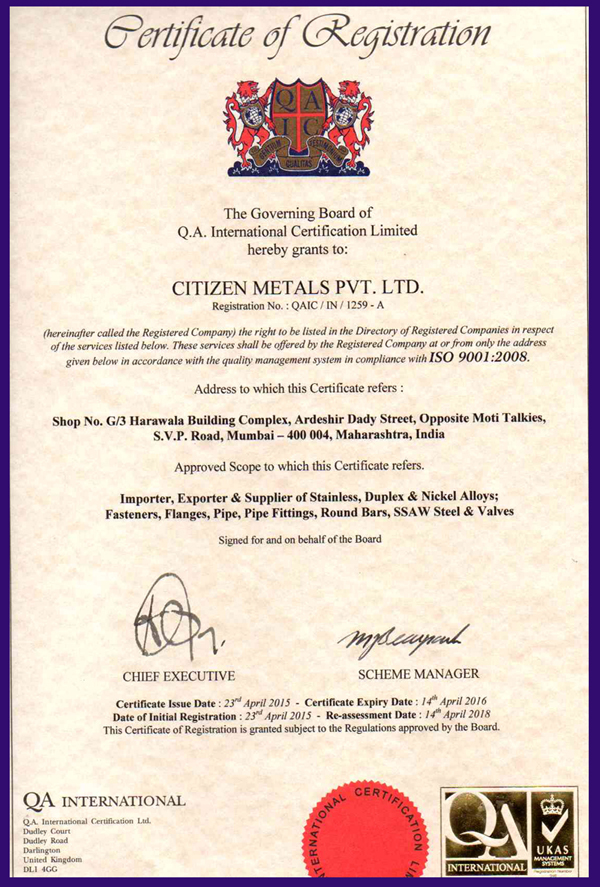 Certificate of Registration
QA
IC
QUALITAS
The Governing Board of
Q.A. International Certification Limited
hereby grants to:
CITIZEN METALS PVT. LTD.
Registration No. : QAIC / IN / 1259 - A
(hereinafter called the Registered Company) the right to be listed in the Directory of Registered Companies in respect
of the services listed below. These services shall be offered by the Registered Company at or from only the address
given below in accordance with the quality management system in compliance with ISO 9001:2008.
Address to which this Certificate refers :
Shop No. G/3 Harawala Building Complex, Ardeshir Dady Street, Opposite Moti Talkies,
S.V.P. Road, Mumbai – 400 004, Maharashtra, India
Approved Scope to which this Certificate refers.
Importer, Exporter & Supplier of Stainless, Duplex & Nickel Alloys;
Fasteners, Flanges, Pipe, Pipe Fittings, Round Bars, SSAW Steel & Valves
Signed for and on behalf of the Board
CHIEF EXECUTIVE
SCHEME MANAGER
Certificate Issue Date : 23rd April 2015 - Certificate Expiry Date : 14th April 2016
Date of Initial Registration : 23rd April 2015 - Re-assessment Date : 14th April 2018
This Certificate of Registration is granted subject to the Regulations approved by the Board.
QA INTERNATIONAL
Q.A. International Certification Ltd.
Dudley Court
Dudley Road
Darlington
United Kingdom
DL1 4GG
TERNATIONAL CERTIFICATION LI
QA
INTERNATIONAL
UKAS
MANAGEMENT
SYSTEMS
Registration Number